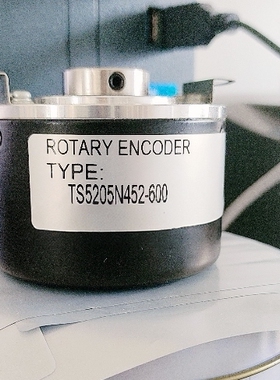 ROTARY ENCODER
TYPE:
TS5205N452-600